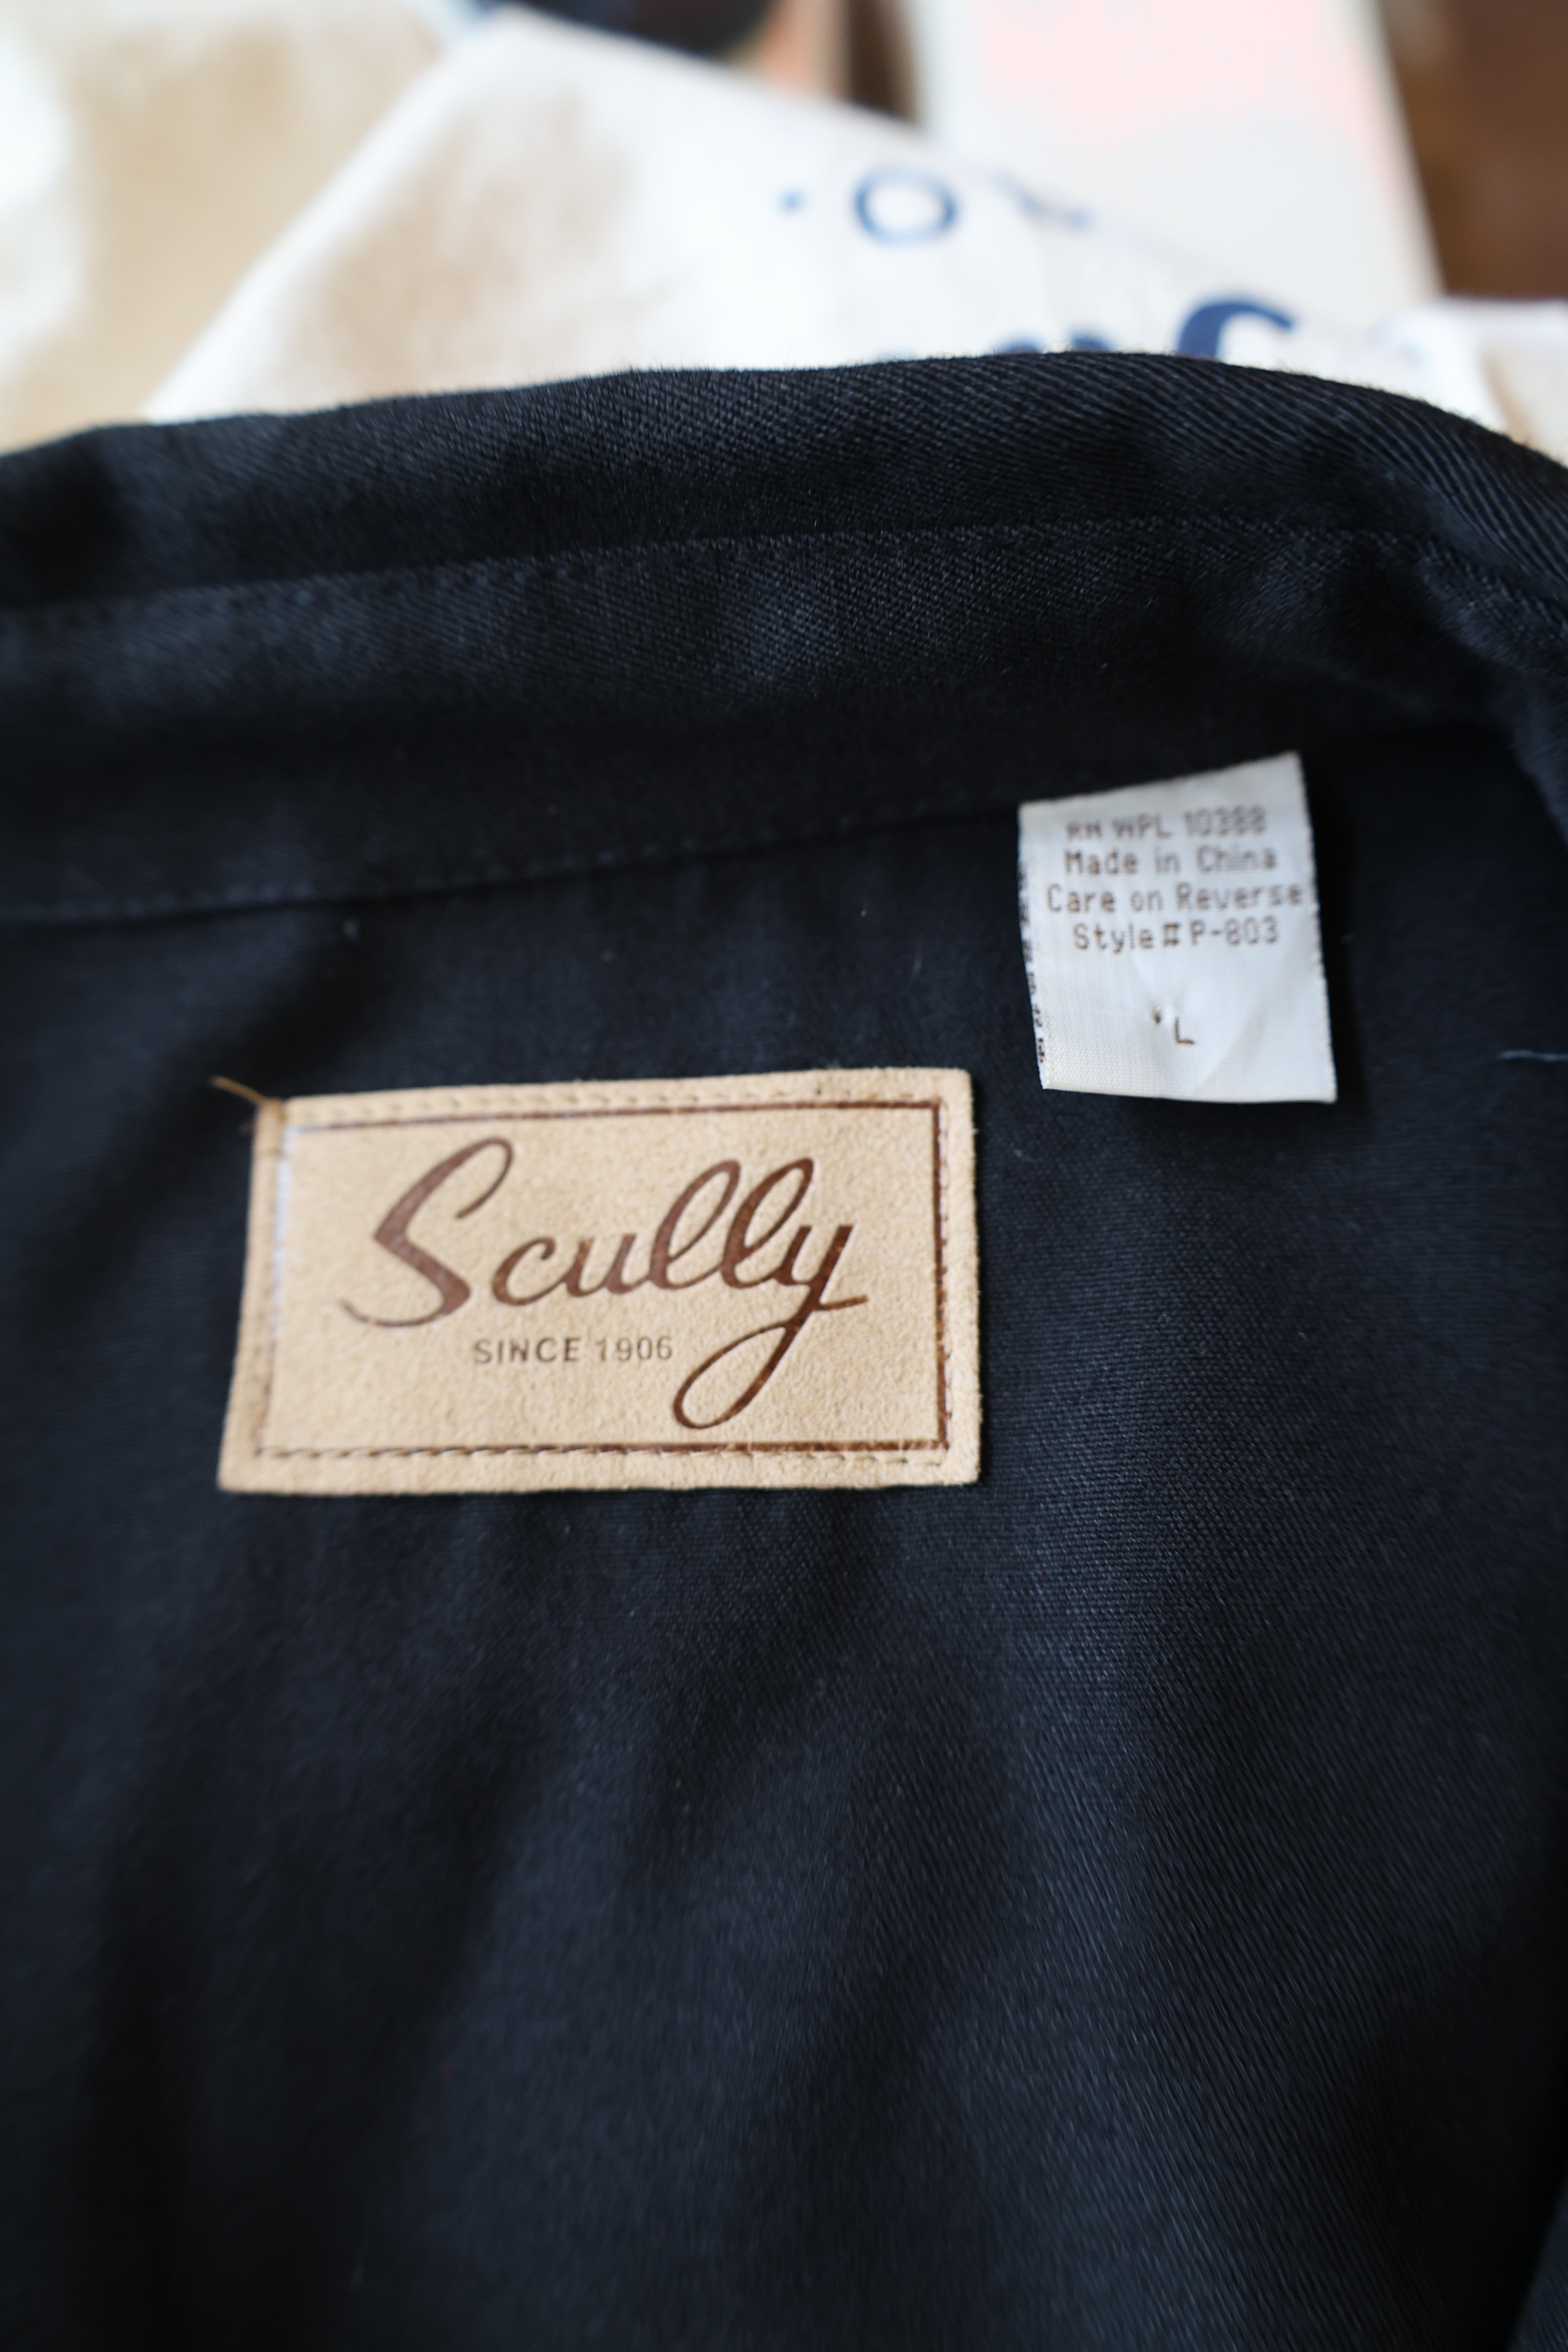 RN WPL 10388
Made in China
Care on Reverse
Style# P-803
L
Scully
SINCE 1906